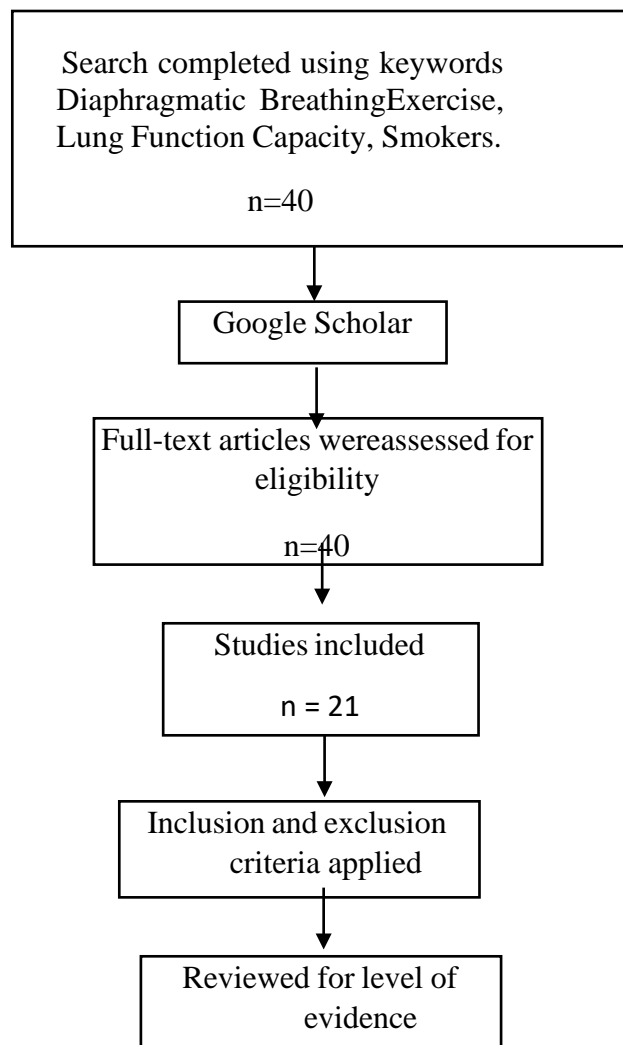 Search completed using keywords
Diaphragmatic BreathingExercise,
Lung Function Capacity, Smokers.
n=40
Google Scholar
Full-text articles wereassessed for
eligibility
n=40
Studies included
n = 21
Inclusion and exclusion
criteria applied
Reviewed for level of
evidence